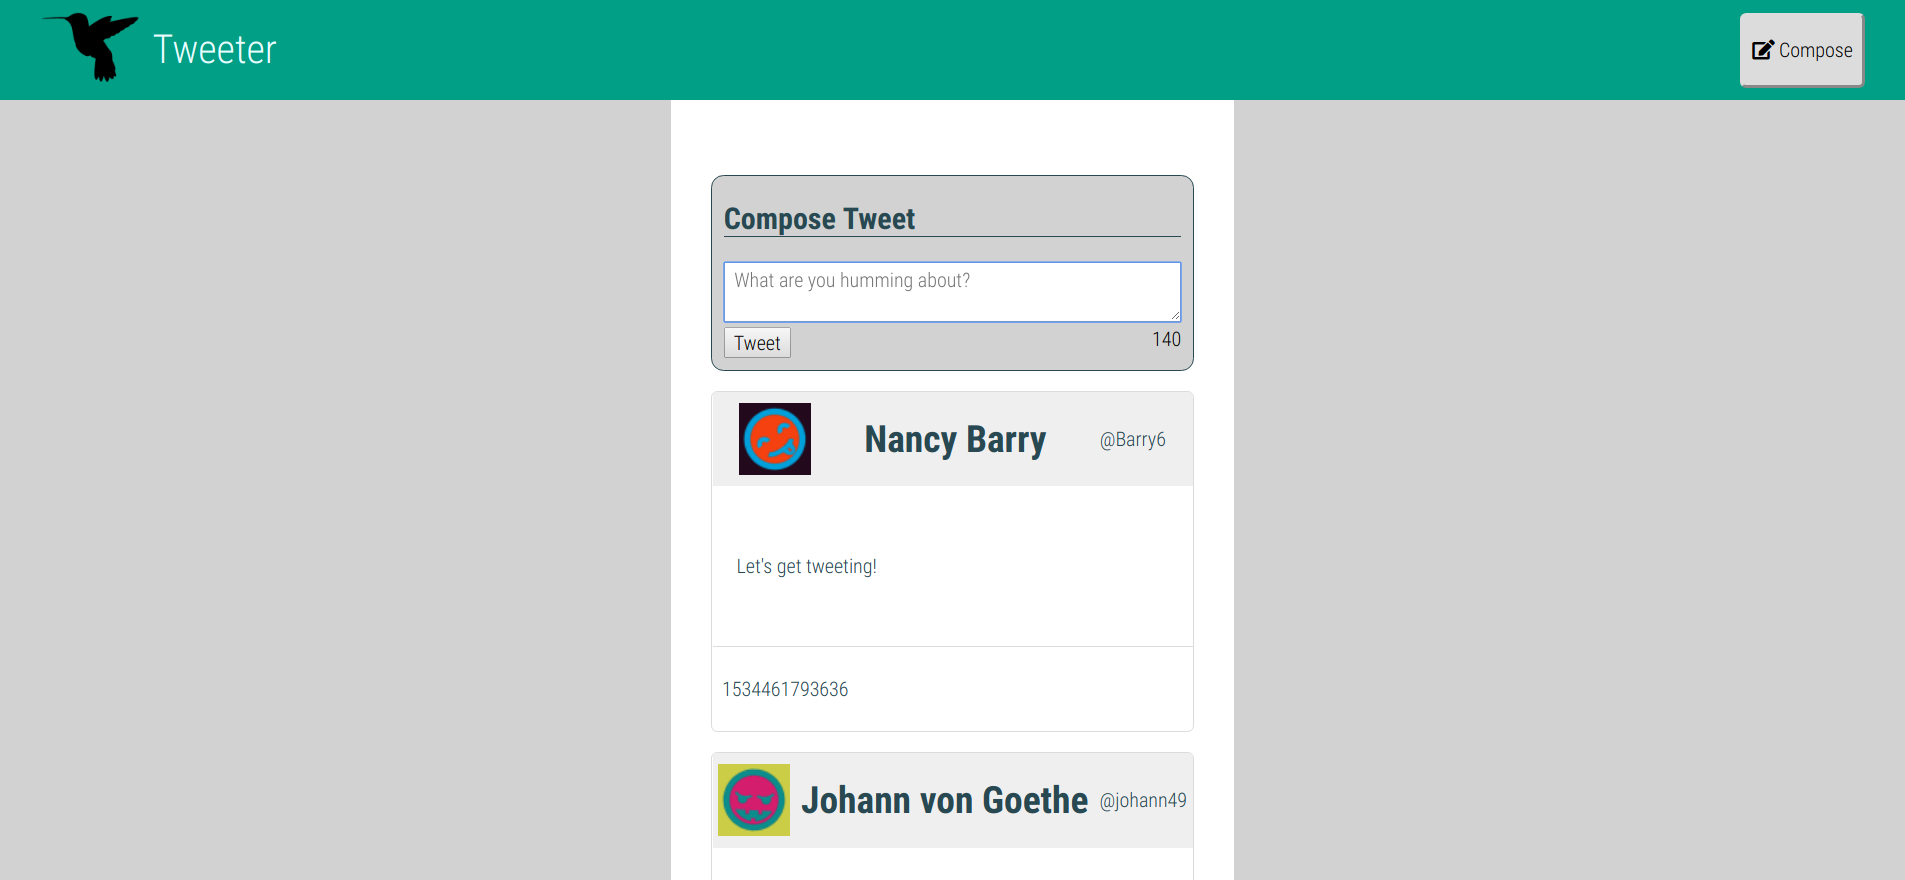 Tweeter
Compose
Compose Tweet
What are you humming about?
Tweet
140
Nancy Barry
@Barry6
Let's get tweeting!
1534461793636
Johann von Goethe
@johann49